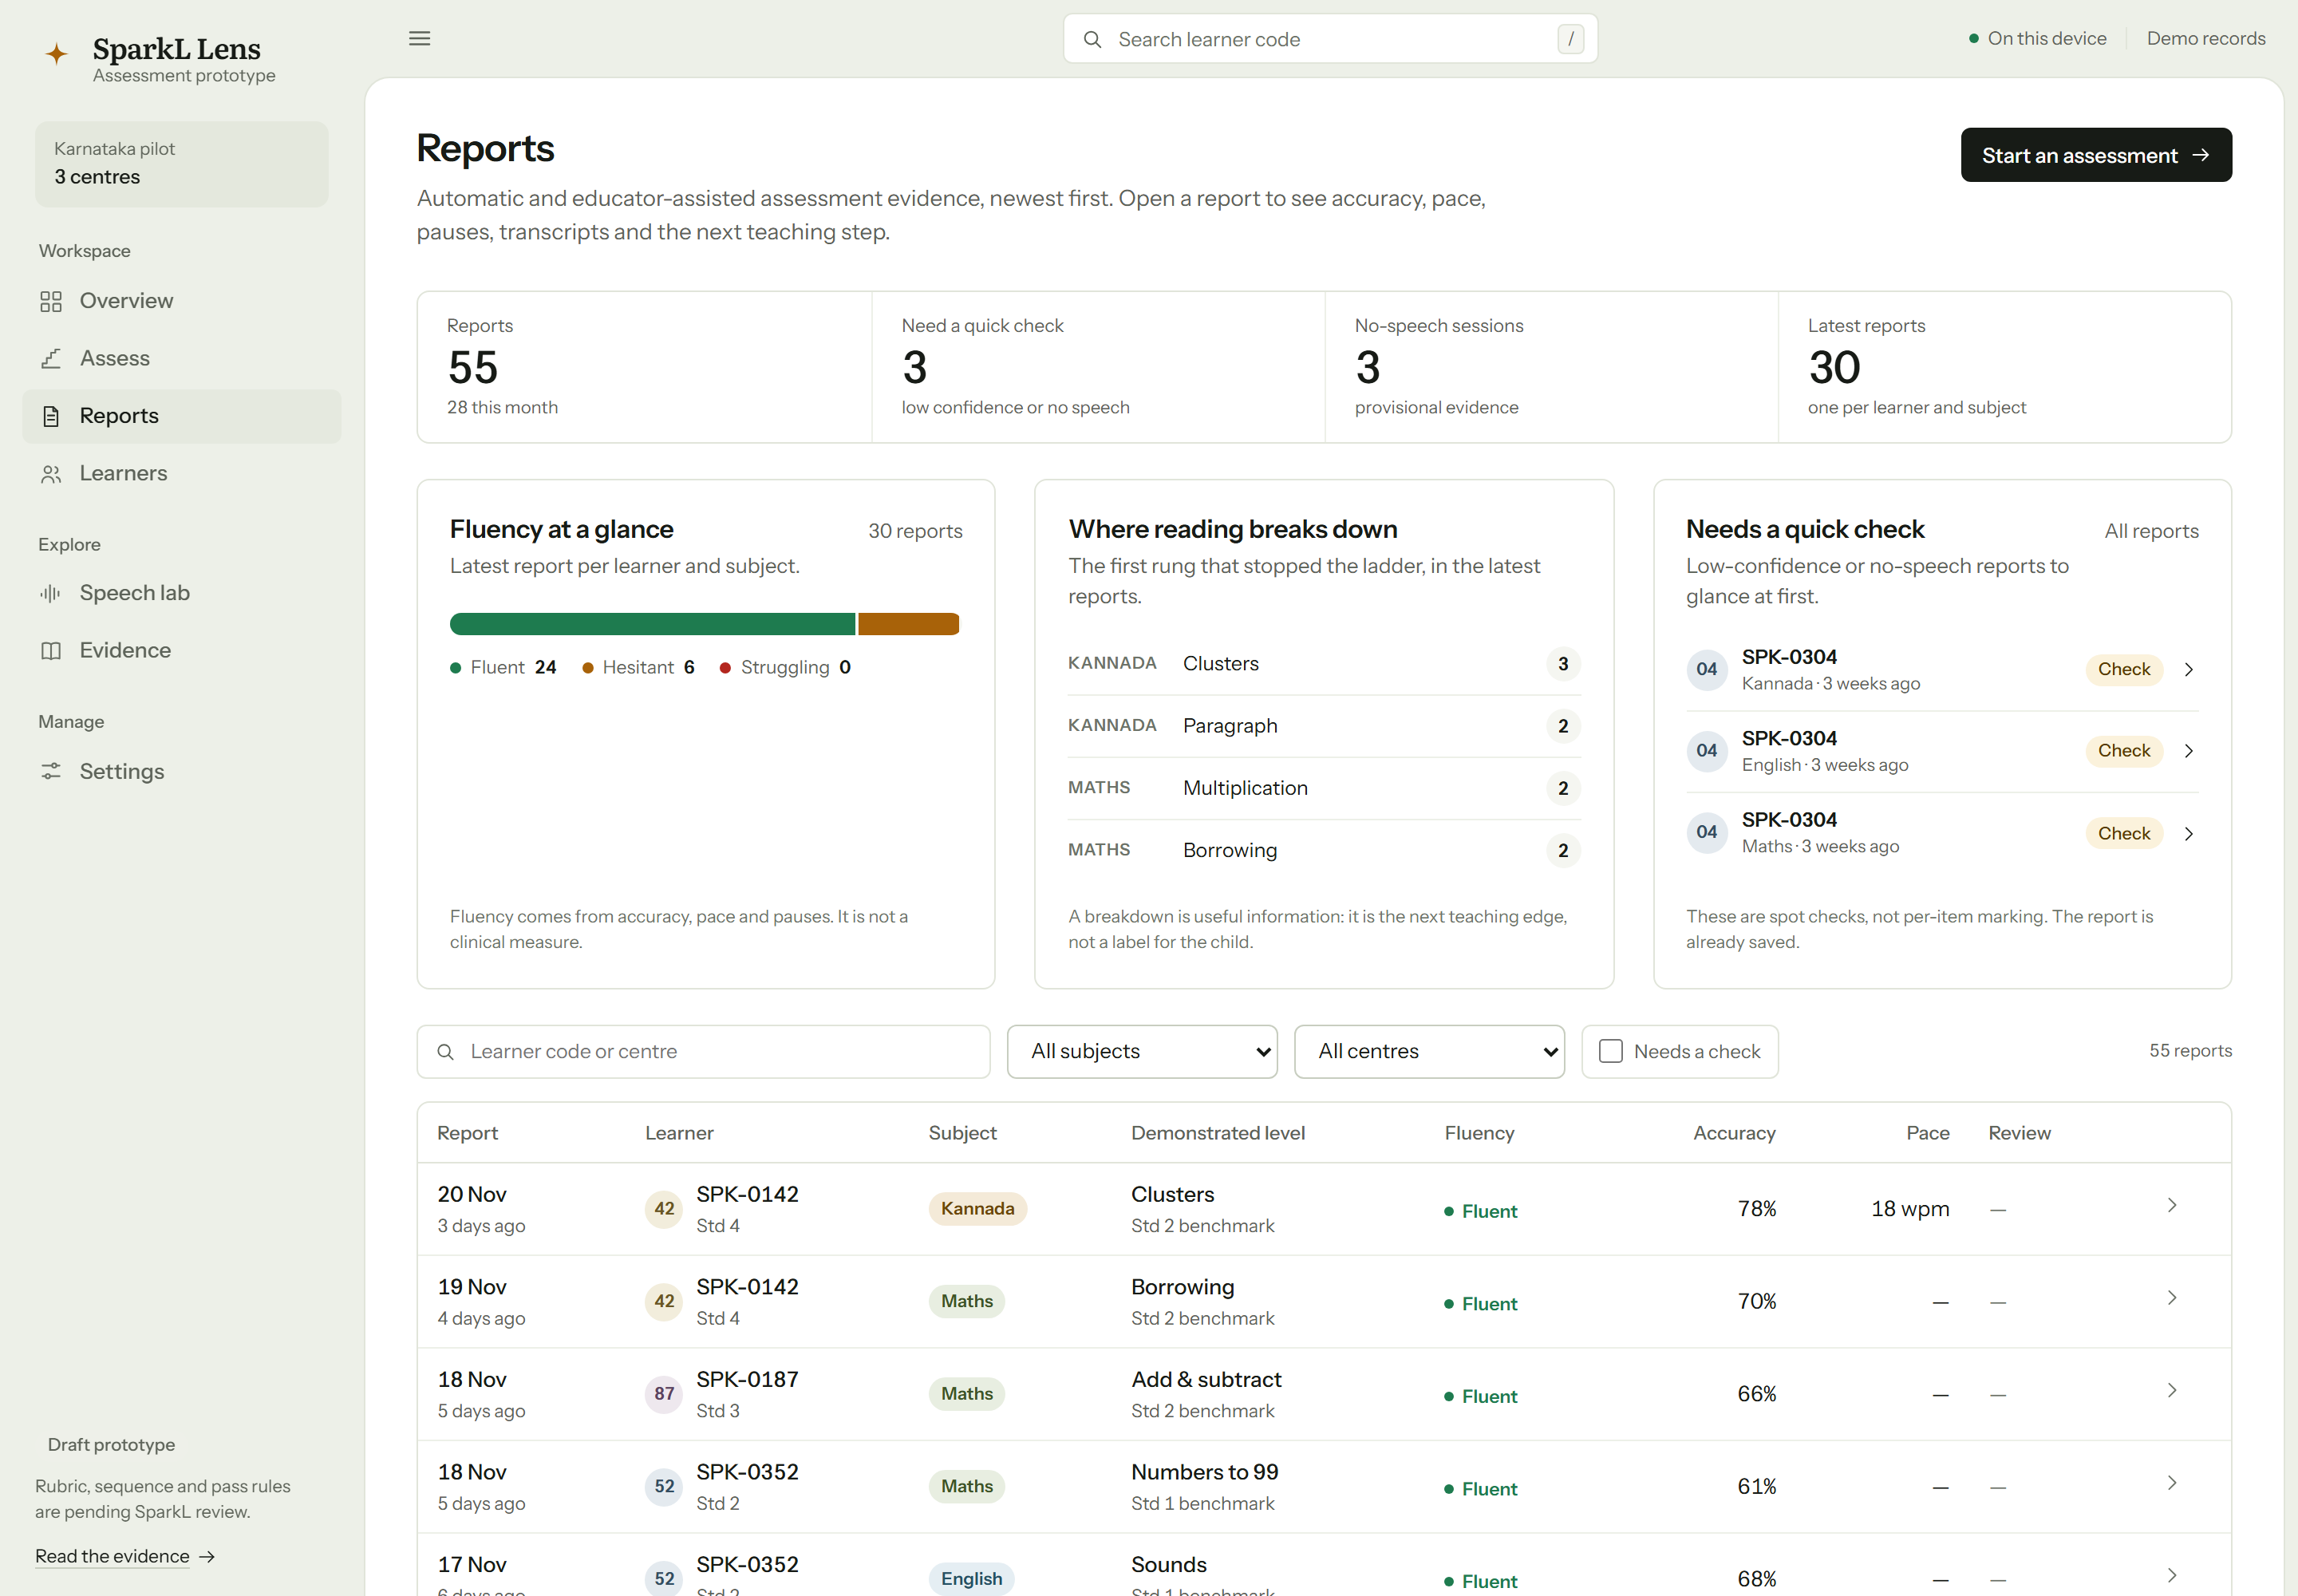 SparkL Lens
Assessment prototype
Karnataka pilot
3 centres
Workspace
Overview
Assess
Reports
Learners
Explore
Speech lab
Evidence
Manage
Settings
Draft prototype
Rubric, sequence and pass rules
are pending SparkL review.
Read the evidence →
Search learner code /
On this device
Demo records
Reports
Start an assessment →
Automatic and educator-assisted assessment evidence, newest first. Open a report to see accuracy, pace,
pauses, transcripts and the next teaching step.
Reports
55
28 this month
Need a quick check
3
low confidence or no speech
No-speech sessions
3
provisional evidence
Latest reports
30
one per learner and subject
Fluency at a glance 30 reports
Latest report per learner and subject.
Fluent 24 Hesitant 6 Struggling 0
Fluency comes from accuracy, pace and pauses. It is not a
clinical measure.
Where reading breaks down
The first rung that stopped the ladder, in the latest
reports.
KANNADA Clusters 3
KANNADA Paragraph 2
MATHS Multiplication 2
MATHS Borrowing 2
A breakdown is useful information: it is the next teaching edge,
not a label for the child.
Needs a quick check All reports
Low-confidence or no-speech reports to
glance at first.
04 SPK-0304 Check
Kannada · 3 weeks ago
04 SPK-0304 Check
English · 3 weeks ago
04 SPK-0304 Check
Maths · 3 weeks ago
These are spot checks, not per-item marking. The report is
already saved.
Learner code or centre All subjects All centres Needs a check 55 reports
Report Learner Subject Demonstrated level Fluency Accuracy Pace Review
20 Nov 42 SPK-0142 Kannada Clusters Fluent 78% 18 wpm —
3 days ago Std 4 Std 2 benchmark
19 Nov 42 SPK-0142 Maths Borrowing Fluent 70% — —
4 days ago Std 4 Std 2 benchmark
18 Nov 87 SPK-0187 Maths Add & subtract Fluent 66% — —
5 days ago Std 3 Std 2 benchmark
18 Nov 52 SPK-0352 Maths Numbers to 99 Fluent 61% — —
5 days ago Std 2 Std 1 benchmark
17 Nov 52 SPK-0352 English Sounds Fluent 68% — —
6 days ago Std 2 Std 1 benchmark